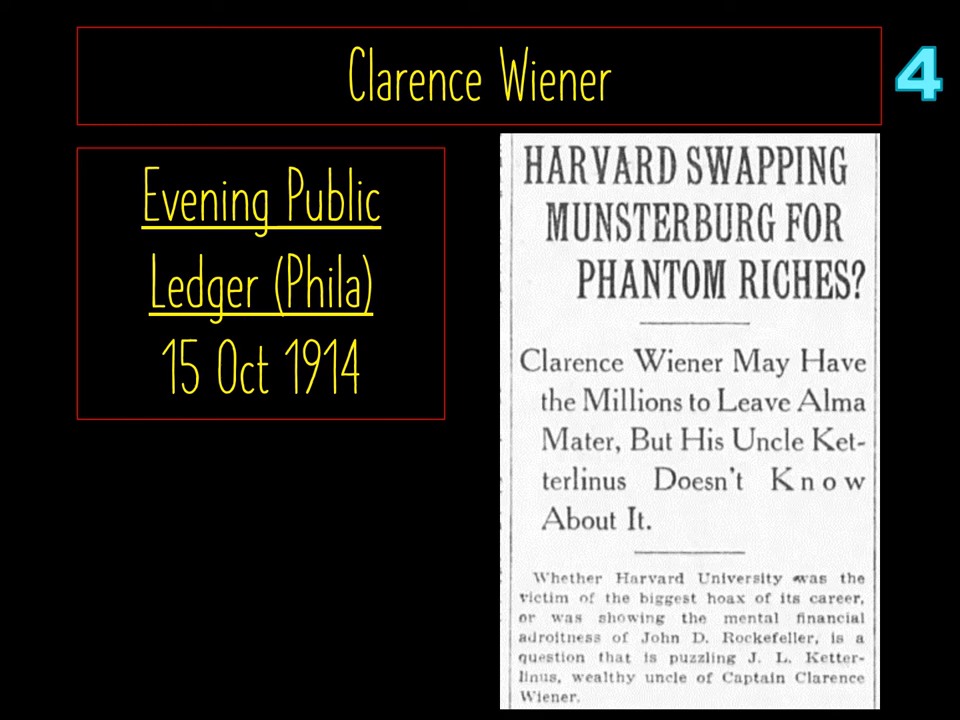 Clarence Wiener
4
Evening Public
Ledger (Phila)
15 Oct 1914
HARVARD SWAPPING
MUNSTERBURG FOR
PHANTOM RICHES?
Clarence Wiener May Have
the Millions to Leave Alma
Mater, But His Uncle Ket-
terlinus Doesn't Know
About It.
Whether Harvard University was the
victim of the biggest hoax of its career,
or was showing the mental financial
adroitness of John D. Rockefeller, is a
question that is puzzling J. L. Ketter-
linus, wealthy uncle of Captain Clarence
Wiener.